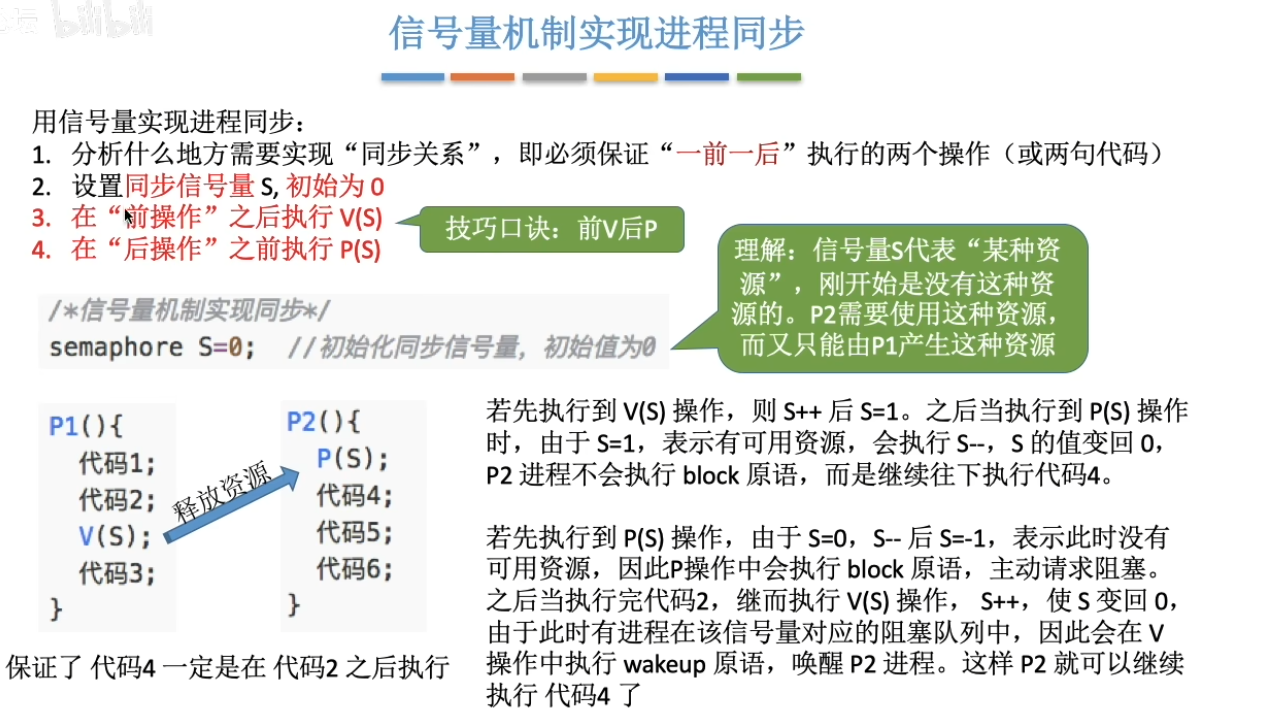 bilibili
信号量机制实现进程同步
用信号量实现进程同步：
1. 分析什么地方需要实现“同步关系”，即必须保证“一前一后”执行的两个操作（或两句代码）
2. 设置同步信号量 S, 初始为 0
3. 在“前操作”之后执行 V(S)
4. 在“后操作”之前执行 P(S)
技巧口诀：前V后P
理解：信号量S代表“某种资
源”，刚开始是没有这种资
源的。P2需要使用这种资源，
而又只能由P1产生这种资源
/*信号量机制实现同步*/
semaphore S=0; //初始化同步信号量，初始值为0
P1(){
代码1;
代码2;
V(S);
代码3;
}
释放资源
P2(){
P(S);
代码4;
代码5;
代码6;
}
保证了 代码4 一定是在 代码2 之后执行
若先执行到 V(S) 操作，则 S++ 后 S=1。之后当执行到 P(S) 操作
时，由于 S=1，表示有可用资源，会执行 S--，S 的值变回 0，
P2 进程不会执行 block 原语，而是继续往下执行代码4。
若先执行到 P(S) 操作，由于 S=0，S-- 后 S=-1，表示此时没有
可用资源，因此P操作中会执行 block 原语，主动请求阻塞。
之后当执行完代码2，继而执行 V(S) 操作， S++，使 S 变回 0，
由于此时有进程在该信号量对应的阻塞队列中，因此会在 V
操作中执行 wakeup 原语，唤醒 P2 进程。这样 P2 就可以继续
执行 代码4 了